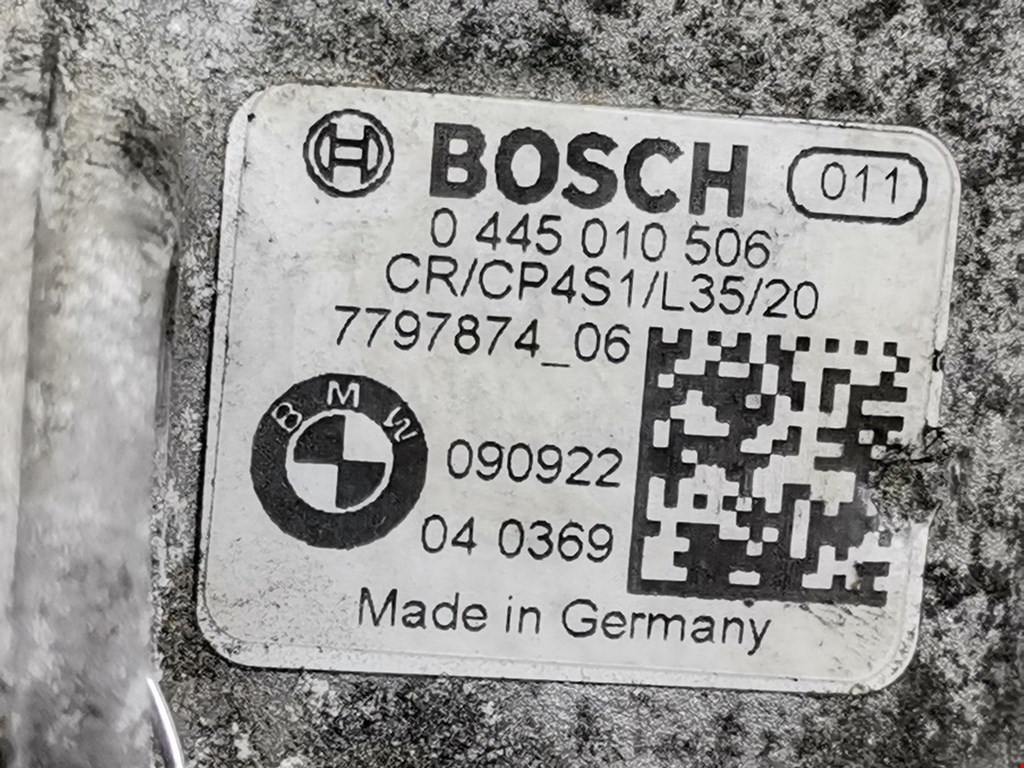 BOSCH 011
0 445 010 506
CR/CP4S1/L35/20
7797874_06
BMW
090922
04 0369
Made in Germany